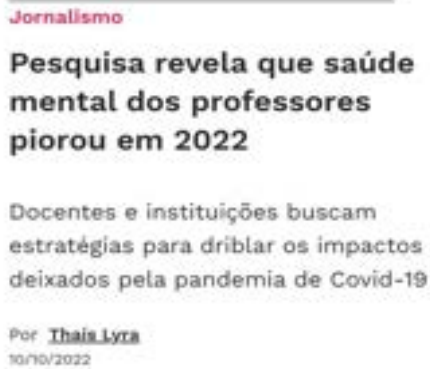 Jornalismo
Pesquisa revela que saúde
mental dos professores
piorou em 2022
Docentes e instituições buscam
estratégias para driblar os impactos
deixados pela pandemia de Covid-19
Por Thais Lyra
10/10/2022